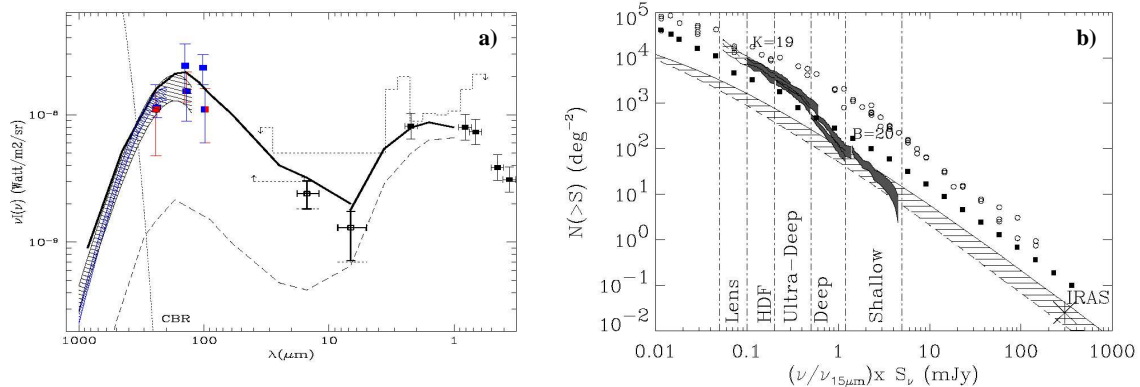 a)
νI(ν) (Watt/m2/sr)
10⁻⁸
10⁻⁹
CBR
1000
100
10
1
λ(μm)
b)
N(>S) (deg⁻²)
10⁵
10⁴
10³
10²
10¹
10⁰
10⁻¹
10⁻²
K=19
B=20
Lens
HDF
Ultra-Deep
Deep
Shallow
IRAS
0.01
0.1
1
10
100
1000
(ν/ν₁₅μm)x Sν (mJy)